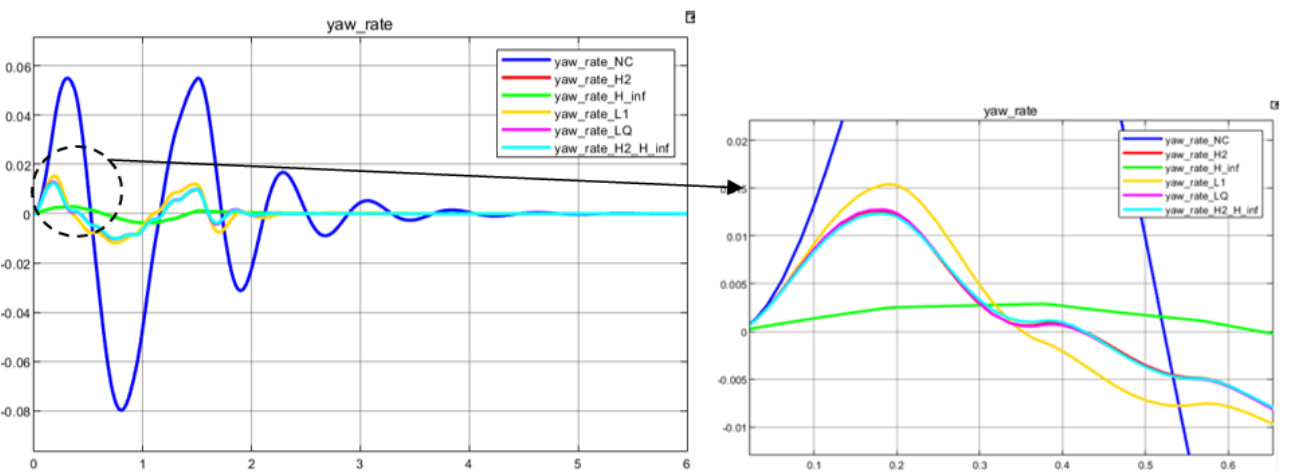 yaw_rate
0.06
0.04
0.02
0
-0.02
-0.04
-0.06
-0.08
0 1 2 3 4 5 6
yaw_rate_NC
yaw_rate_H2
yaw_rate_H_inf
yaw_rate_L1
yaw_rate_LQ
yaw_rate_H2_H_inf
yaw_rate
0.02
0.01
0.005
0
-0.005
-0.01
0.1 0.2 0.3 0.4 0.5 0.6
yaw_rate_NC
yaw_rate_H2
yaw_rate_H_inf
yaw_rate_L1
yaw_rate_LQ
yaw_rate_H2_H_inf